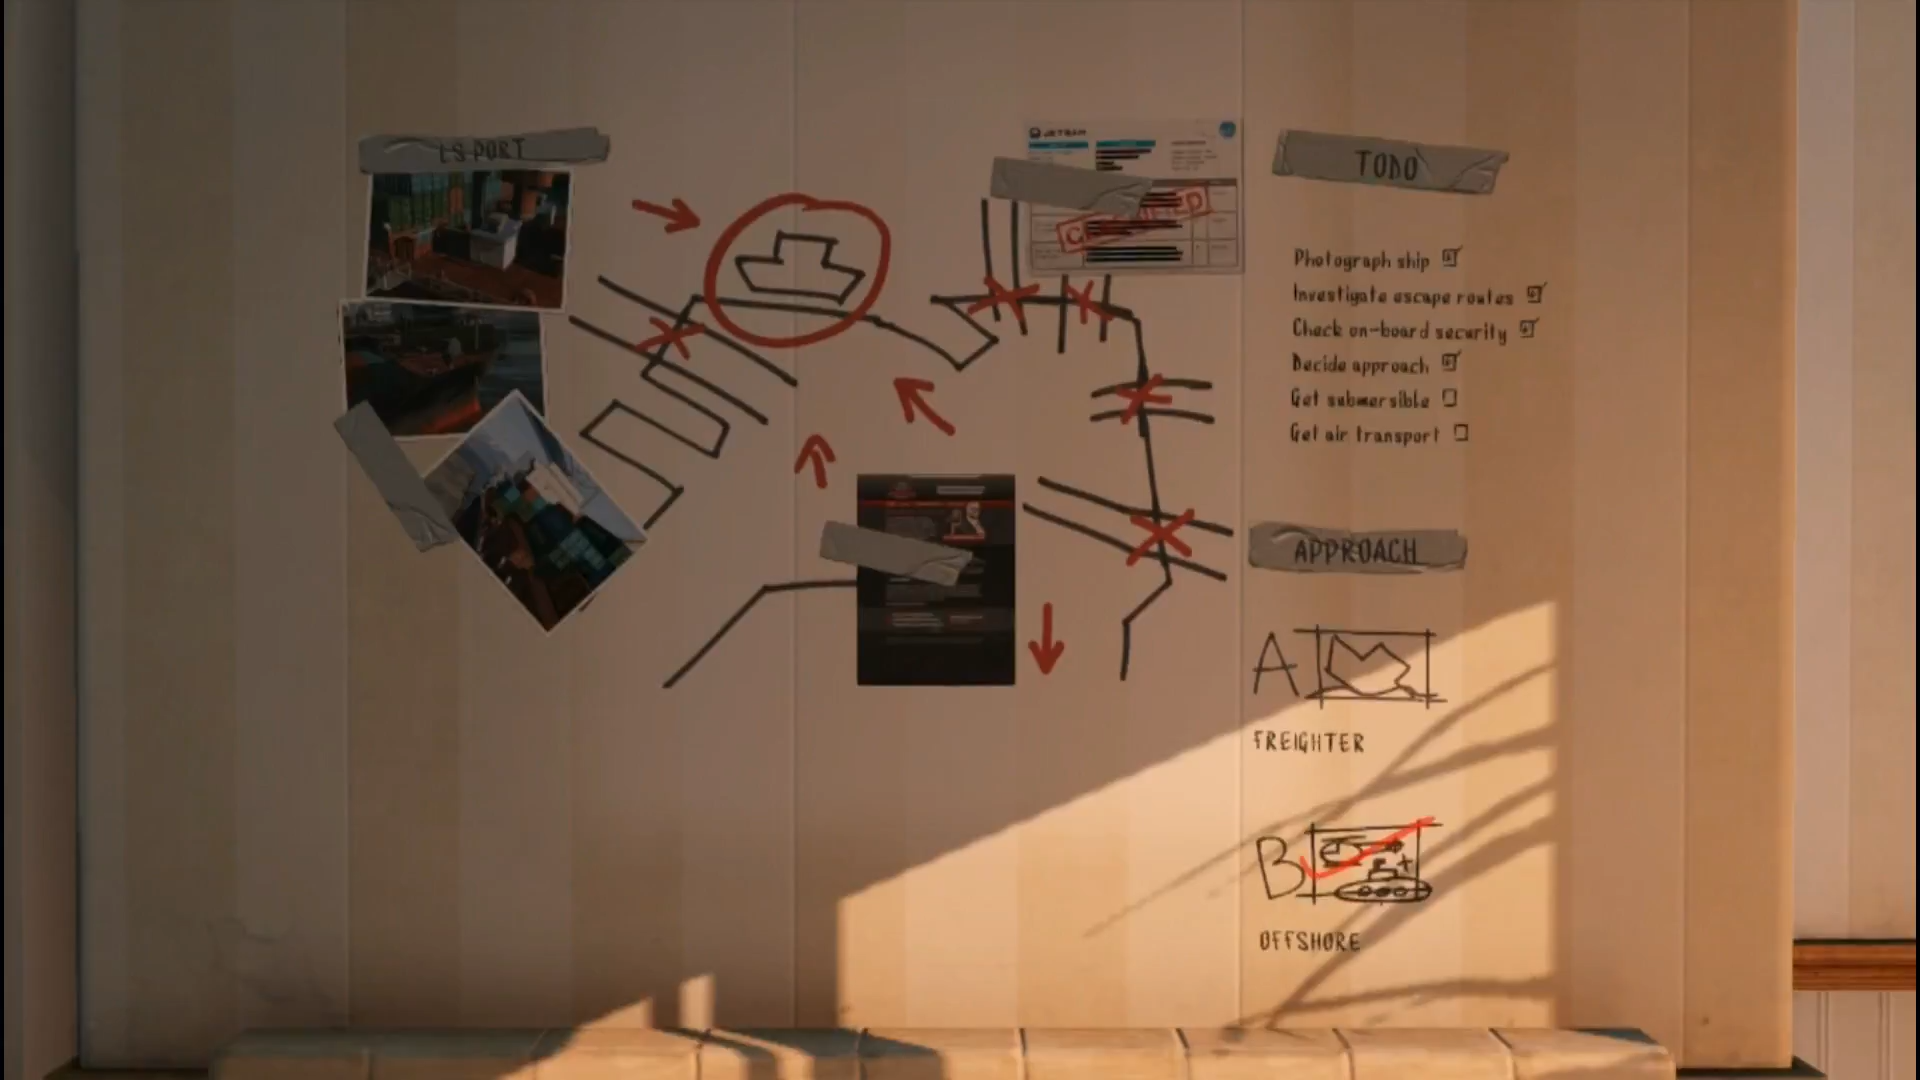 LS PORT
JETSAM
TODO
Photograph ship
Investigate escape routes
Check on-board security
Decide approach
Get submersible
Get air transport
APPROACH
A
FREIGHTER
B
OFFSHORE